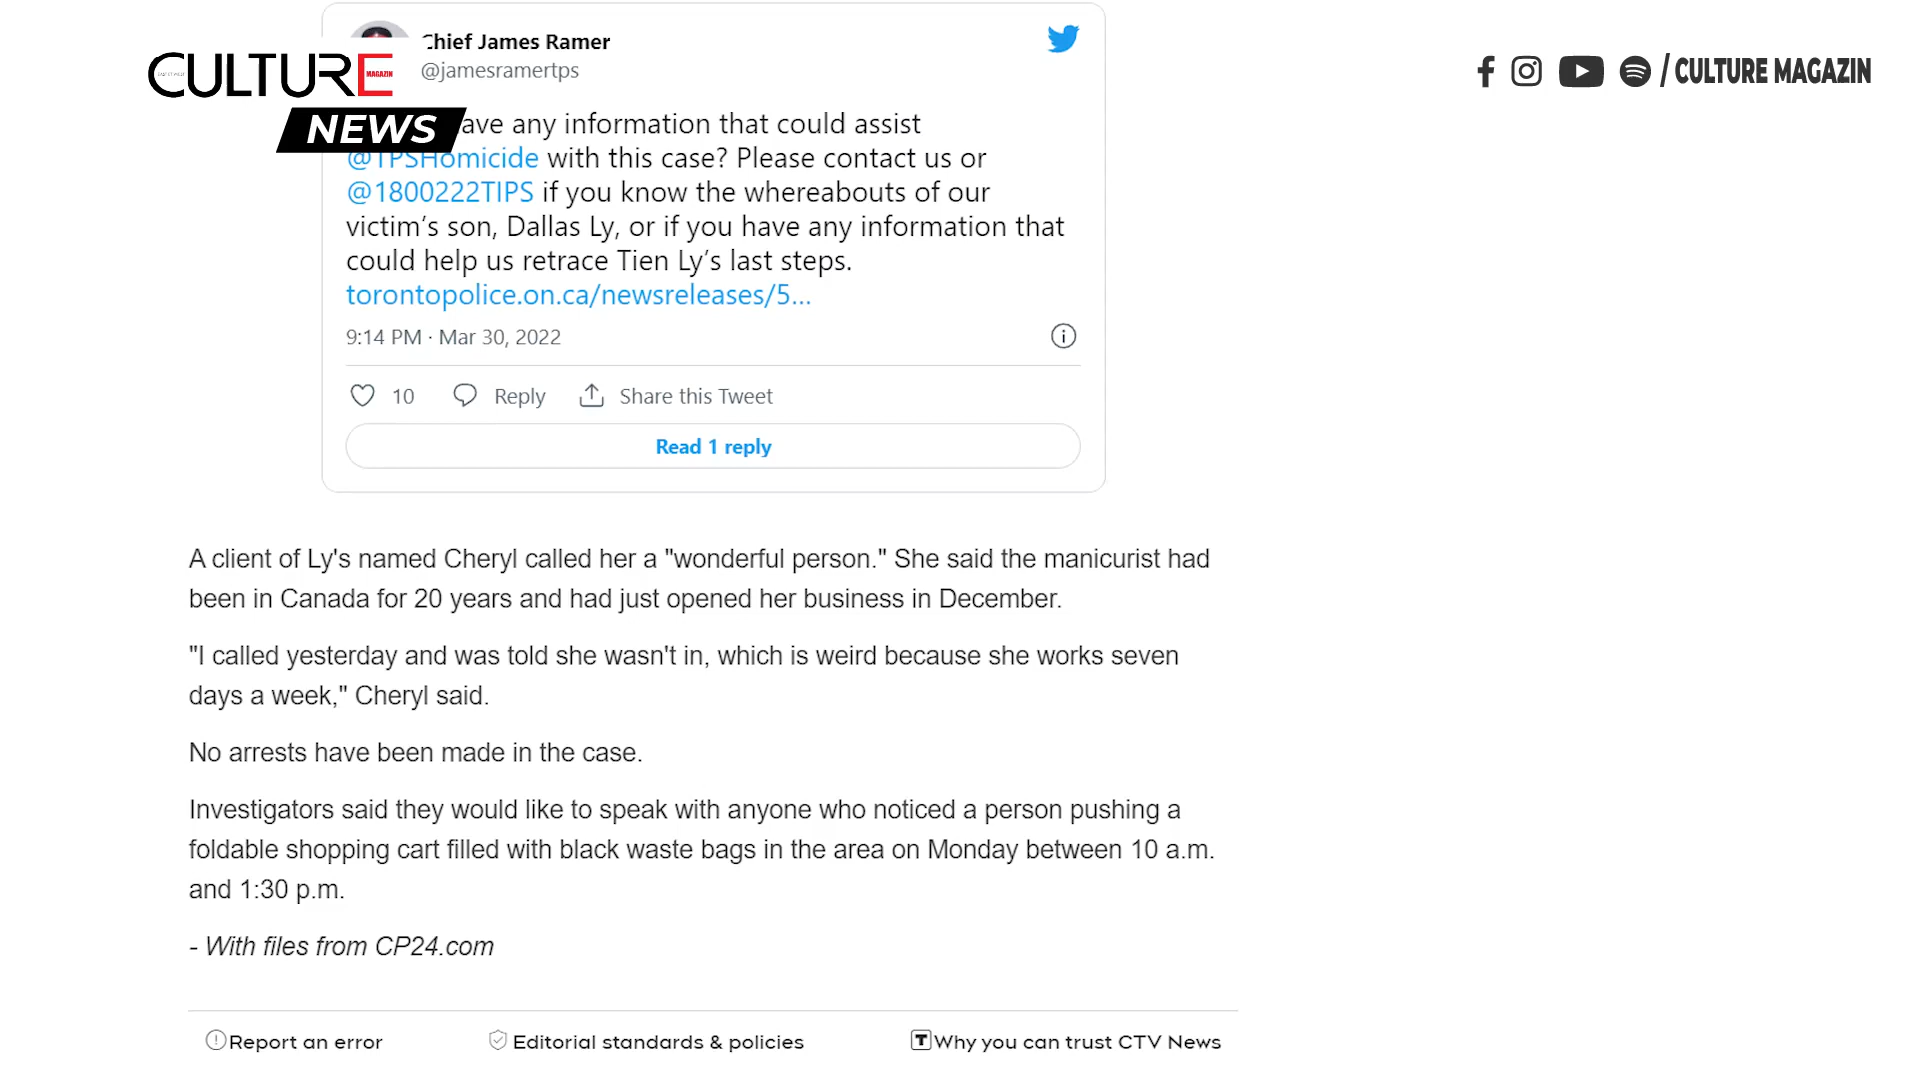 Chief James Ramer
@jamesramertps
CULTURE
MAGAZIN
NEWS
/ CULTURE MAGAZIN
ave any information that could assist
@TPSHomicide with this case? Please contact us or
@1800222TIPS if you know the whereabouts of our
victim’s son, Dallas Ly, or if you have any information that
could help us retrace Tien Ly’s last steps.
torontopolice.on.ca/newsreleases/5...
9:14 PM · Mar 30, 2022
10 Reply Share this Tweet
Read 1 reply
A client of Ly's named Cheryl called her a "wonderful person." She said the manicurist had
been in Canada for 20 years and had just opened her business in December.
"I called yesterday and was told she wasn't in, which is weird because she works seven
days a week," Cheryl said.
No arrests have been made in the case.
Investigators said they would like to speak with anyone who noticed a person pushing a
foldable shopping cart filled with black waste bags in the area on Monday between 10 a.m.
and 1:30 p.m.
- With files from CP24.com
Report an error Editorial standards & policies Why you can trust CTV News